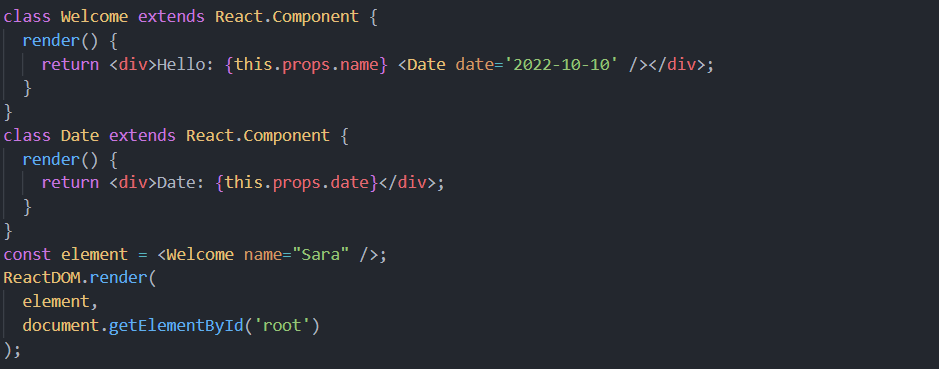 class Welcome extends React.Component {
  render() {
    return <div>Hello: {this.props.name} <Date date='2022-10-10' /></div>;
  }
}
class Date extends React.Component {
  render() {
    return <div>Date: {this.props.date}</div>;
  }
}
const element = <Welcome name="Sara" />;
ReactDOM.render(
  element,
  document.getElementById('root')
);